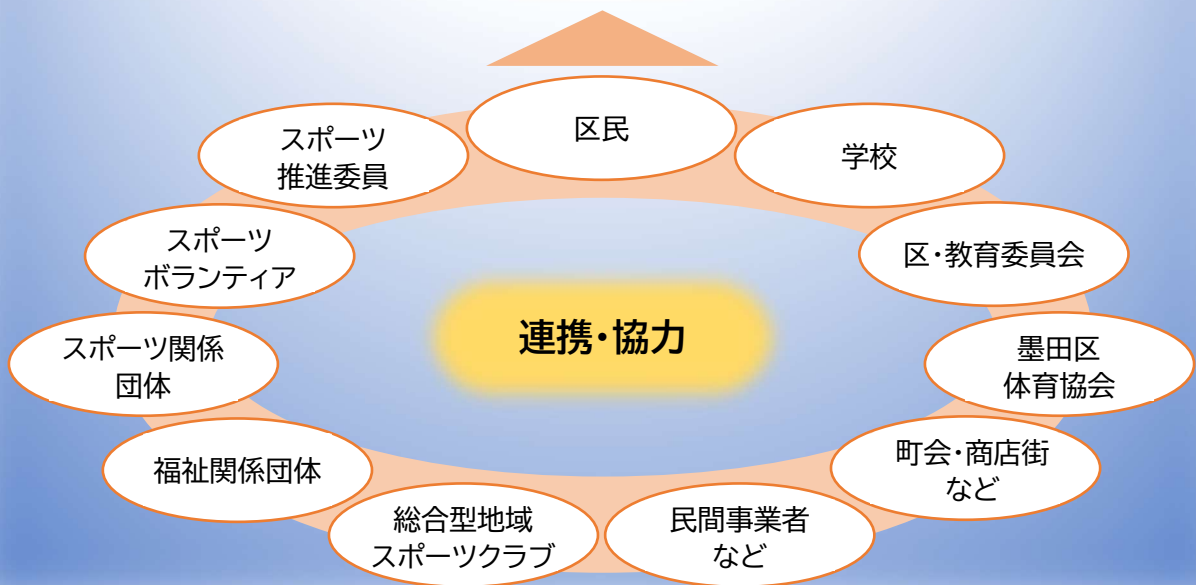 区民
学校
区・教育委員会
墨田区
体育協会
町会・商店街
など
民間事業者
など
総合型地域
スポーツクラブ
福祉関係団体
スポーツ関係
団体
スポーツ
ボランティア
スポーツ
推進委員
連携・協力